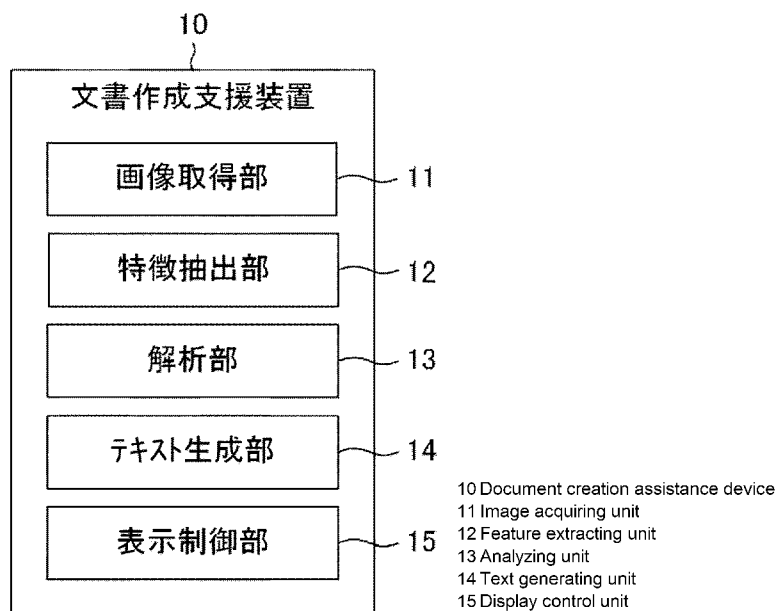 10
文書作成支援装置
画像取得部 11
特徴抽出部 12
解析部 13
テキスト生成部 14
表示制御部 15
10 Document creation assistance device
11 Image acquiring unit
12 Feature extracting unit
13 Analyzing unit
14 Text generating unit
15 Display control unit